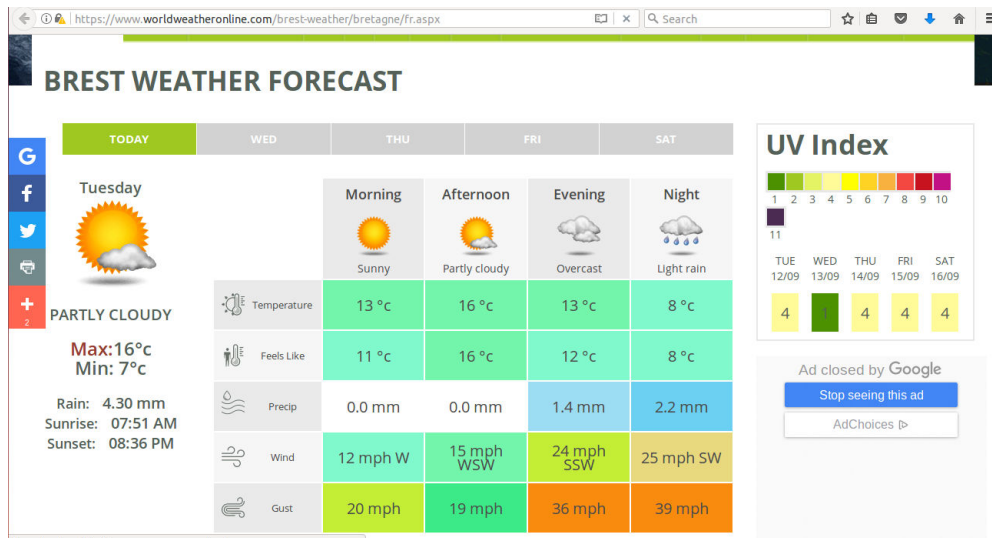 https://www.worldweatheronline.com/brest-weather/bretagne/fr.aspx
Search
BREST WEATHER FORECAST
TODAY WED THU FRI SAT
G
f
+
2
Tuesday
PARTLY CLOUDY
Max:16°c
Min: 7°c
Rain: 4.30 mm
Sunrise: 07:51 AM
Sunset: 08:36 PM
Morning Afternoon Evening Night
Sunny Partly cloudy Overcast Light rain
Temperature 13 °c 16 °c 13 °c 8 °c
Feels Like 11 °c 16 °c 12 °c 8 °c
Precip 0.0 mm 0.0 mm 1.4 mm 2.2 mm
Wind 12 mph W 15 mph WSW 24 mph SSW 25 mph SW
Gust 20 mph 19 mph 36 mph 39 mph
UV Index
1 2 3 4 5 6 7 8 9 10
11
TUE WED THU FRI SAT
12/09 13/09 14/09 15/09 16/09
4 1 4 4 4
Ad closed by Google
Stop seeing this ad
AdChoices